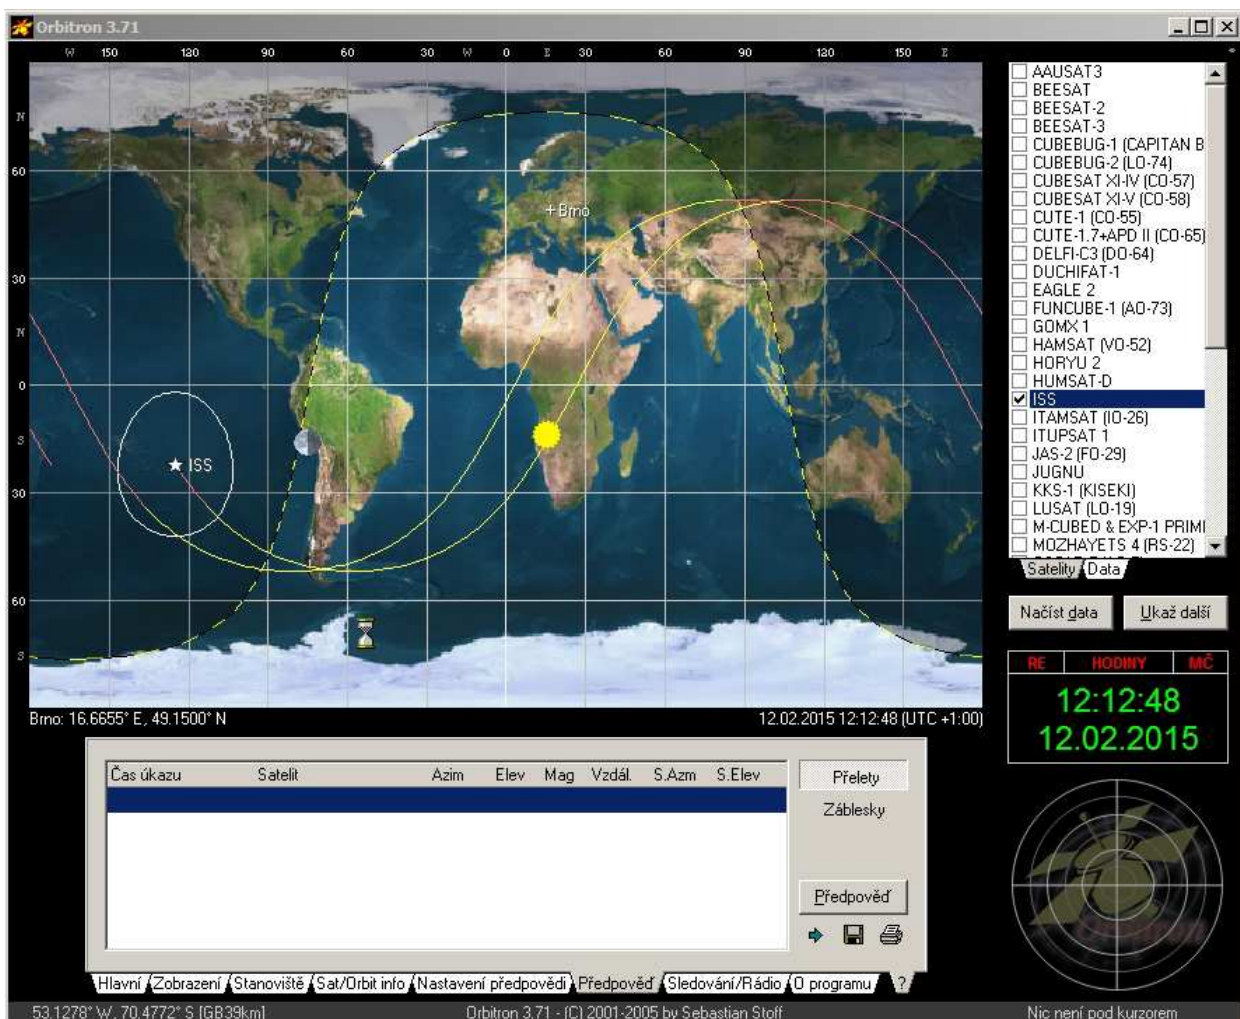 Orbitron 3.71
W 150 120 90 60 30 W 0 E 30 60 90 120 150 E
N
60
30
N
0
S
30
60
S
+Brno
ISS
AAUSAT3
BEESAT
BEESAT-2
BEESAT-3
CUBEBUG-1 (CAPITAN B
CUBEBUG-2 (LO-74)
CUBESAT XI-IV (CO-57)
CUBESAT XI-V (CO-58)
CUTE-1 (CO-55)
CUTE-1.7+APD II (CO-65)
DELFI-C3 (DO-64)
DUCHIFAT-1
EAGLE 2
FUNCUBE-1 (AO-73)
GOMX 1
HAMSAT (VO-52)
HORYU 2
HUMSAT-D
ISS
ITAMSAT (IO-26)
ITUPSAT 1
JAS-2 (FO-29)
JUGNU
KKS-1 (KISEKI)
LUSAT (LO-19)
M-CUBED & EXP-1 PRIM
MOZHAYETS 4 (RS-22)
Satelity Data
Načíst data Ukaž další
RE HODINY MČ
12:12:48
12.02.2015
Brno: 16.6655° E, 49.1500° N 12.02.2015 12:12:48 (UTC +1:00)
Čas úkazu Satelit Azim Elev Mag Vzdál. S.Azm S.Elev
Přelety
Záblesky
Předpověď
Orbitron
Hlavní Zobrazení Stanoviště Sat/Orbit info Nastavení předpovědi Předpověď Sledování/Rádio O programu ?
53.1278° W, 70.4772° S [GB39km] Orbitron 3.71 - (C) 2001-2005 by Sebastian Stoff Nic není pod kurzorem